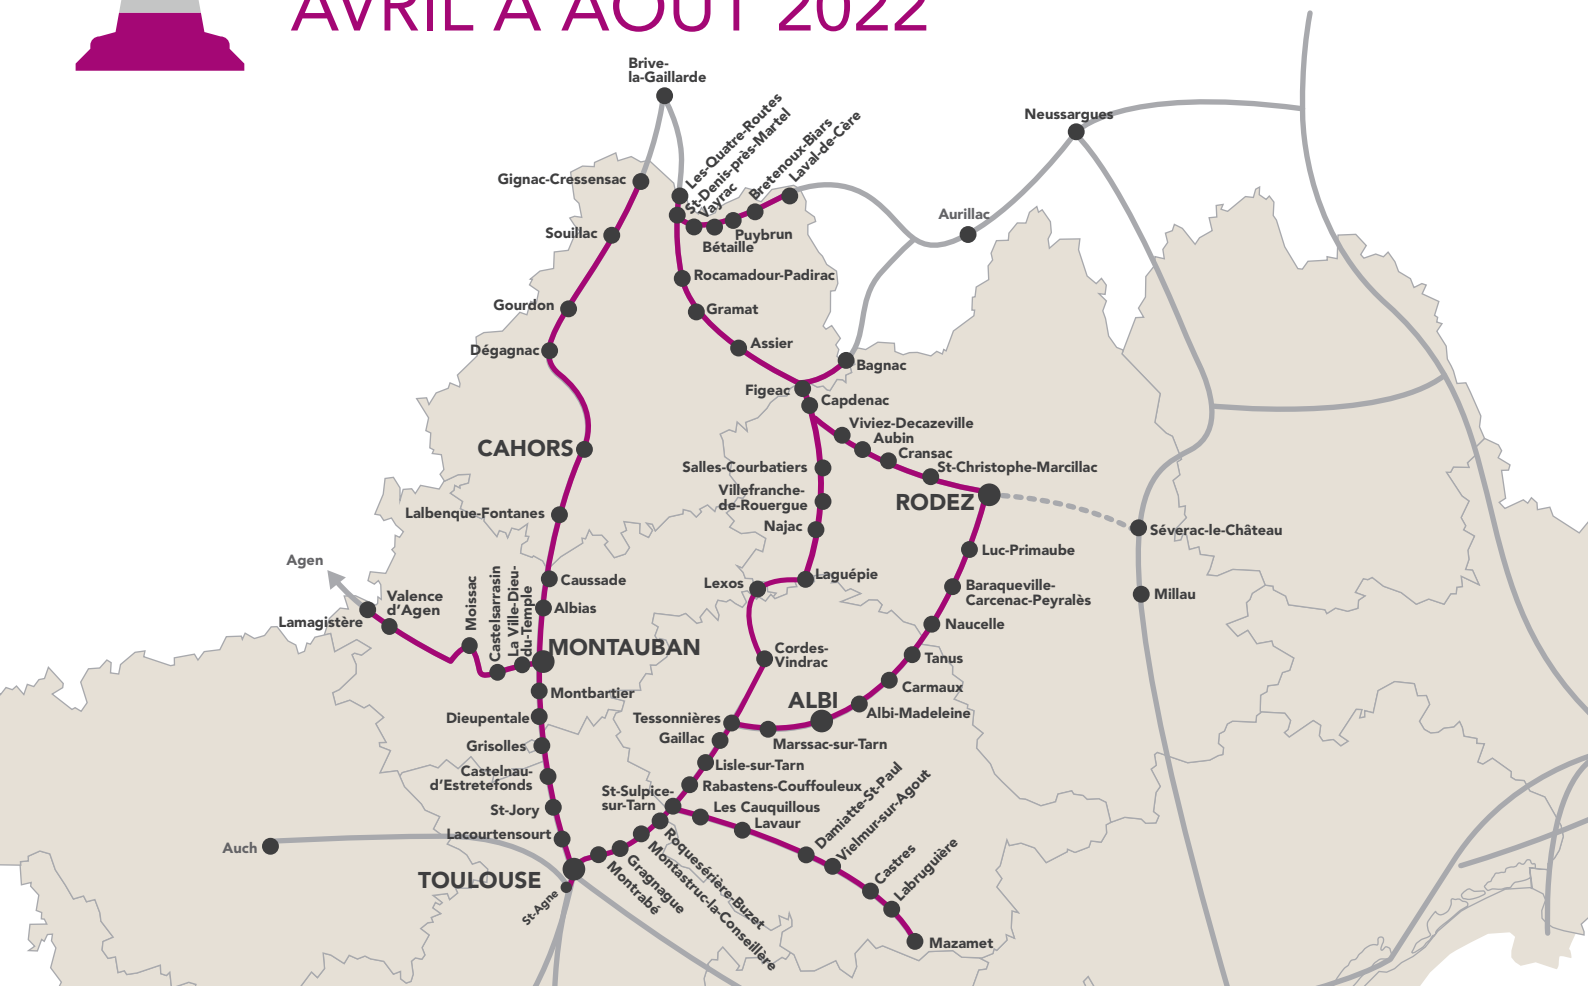 AVRIL À AOÛT 2022
Brive-
la-Gaillarde
Les-Quatre-Routes
St-Denis-près-Martel
Vayrac
Bétaille
Puybrun
Bretenoux-Biars
Laval-de-Cère
Neussargues
Aurillac
Gignac-Cressensac
Souillac
Gourdon
Dégagnac
CAHORS
Lalbenque-Fontanes
Rocamadour-Padirac
Gramat
Assier
Figeac
Bagnac
Capdenac
Viviez-Decazeville
Aubin
Cransac
St-Christophe-Marcillac
RODEZ
Salles-Courbatiers
Villefranche-
de-Rouergue
Najac
Laguépie
Lexos
Séverac-le-Château
Millau
Luc-Primaube
Baraqueville-
Carcenac-Peyralès
Naucelle
Tanus
Carmaux
Albi-Madeleine
ALBI
Marssac-sur-Tarn
Cordes-
Vindrac
Tessonnières
Gaillac
Lisle-sur-Tarn
Rabastens-Couffouleux
St-Sulpice-
sur-Tarn
Les Cauquillous
Lavaur
Damiatte-St-Paul
Vielmur-sur-Agout
Castres
Labruguière
Mazamet
Agen
Lamagistère
Valence
d'Agen
Moissac
Castelsarrasin
La Ville-Dieu-
du-Temple
Caussade
Albias
MONTAUBAN
Montbartier
Dieupentale
Grisolles
Castelnau-
d'Estretefonds
St-Jory
Lacourtensourt
Auch
TOULOUSE
St-Agne
Montrabé
Gragnague
Montastruc-la-Conseillère
Roquesérière-Buzet